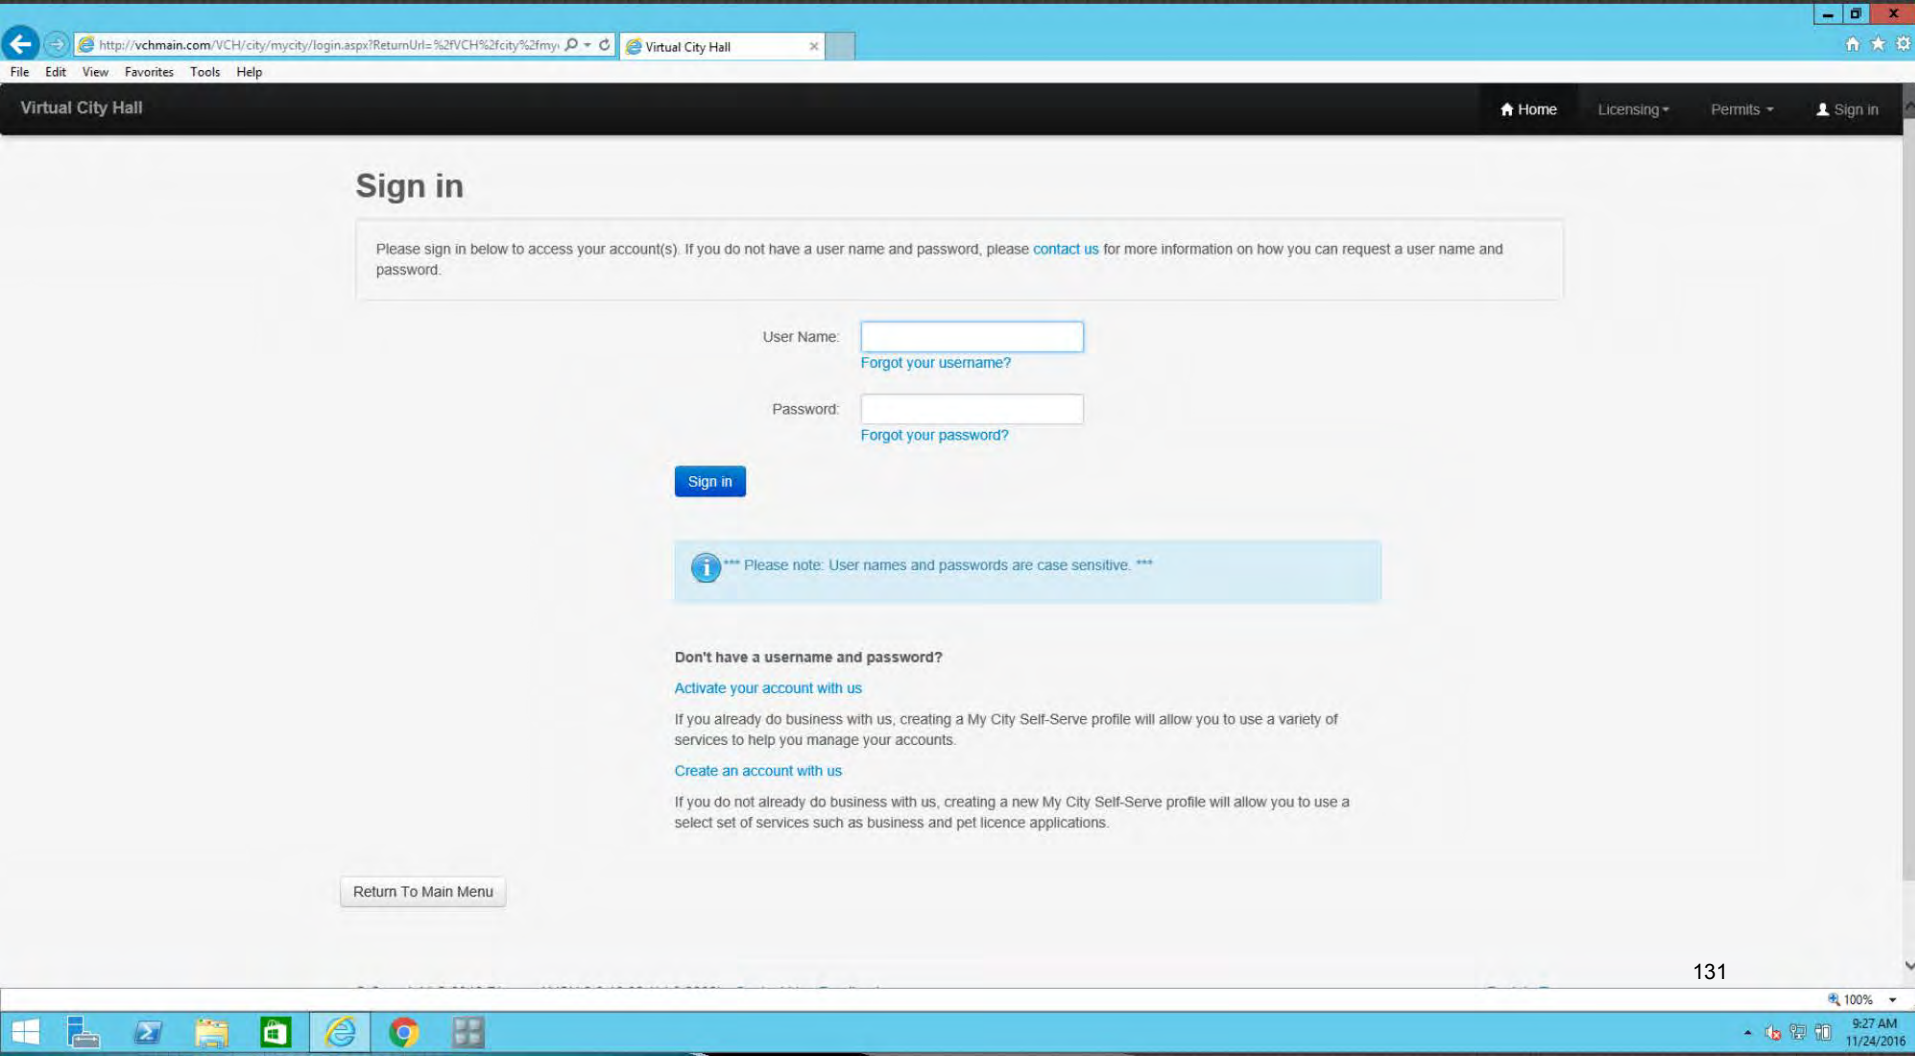 http://vchmain.com/VCH/city/mycity/login.aspx?ReturnUrl=%2fVCH%2fcity%2fmy
Virtual City Hall
File Edit View Favorites Tools Help
Virtual City Hall
Home Licensing Permits Sign in
Sign in
Please sign in below to access your account(s). If you do not have a user name and password, please contact us for more information on how you can request a user name and
password.
User Name:
Forgot your username?
Password:
Forgot your password?
Sign in
*** Please note: User names and passwords are case sensitive. ***
Don't have a username and password?
Activate your account with us
If you already do business with us, creating a My City Self-Serve profile will allow you to use a variety of
services to help you manage your accounts.
Create an account with us
If you do not already do business with us, creating a new My City Self-Serve profile will allow you to use a
select set of services such as business and pet licence applications.
Return To Main Menu
131
100%
9:27 AM
11/24/2016